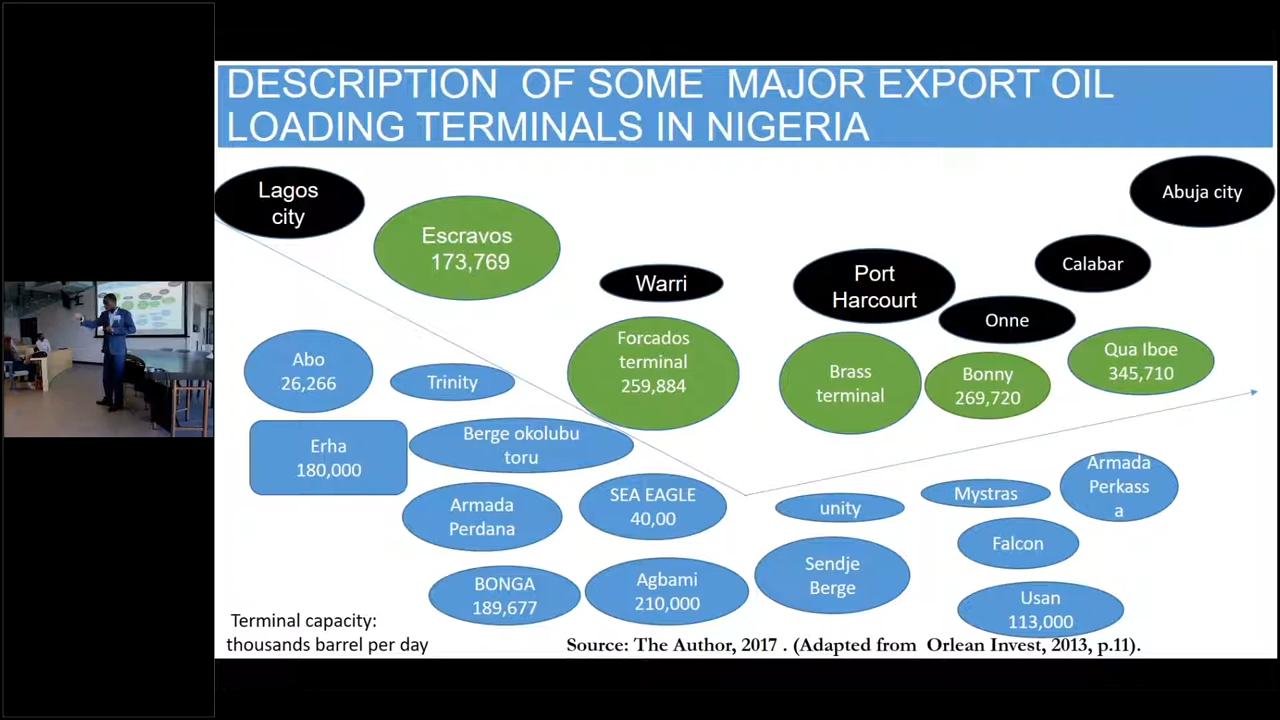 DESCRIPTION OF SOME MAJOR EXPORT OIL
LOADING TERMINALS IN NIGERIA
Lagos
city
Abuja city
Escravos
173,769
Calabar
Warri
Port
Harcourt
Onne
Abo
26,266
Trinity
Forcados
terminal
259,884
Brass
terminal
Bonny
269,720
Qua Iboe
345,710
Erha
180,000
Berge okolubu
toru
Armada
Perdana
SEA EAGLE
40,00
unity
Mystras
Armada
Perkass
a
Falcon
BONGA
189,677
Agbami
210,000
Sendje
Berge
Usan
113,000
Terminal capacity:
thousands barrel per day
Source: The Author, 2017 . (Adapted from Orlean Invest, 2013, p.11).